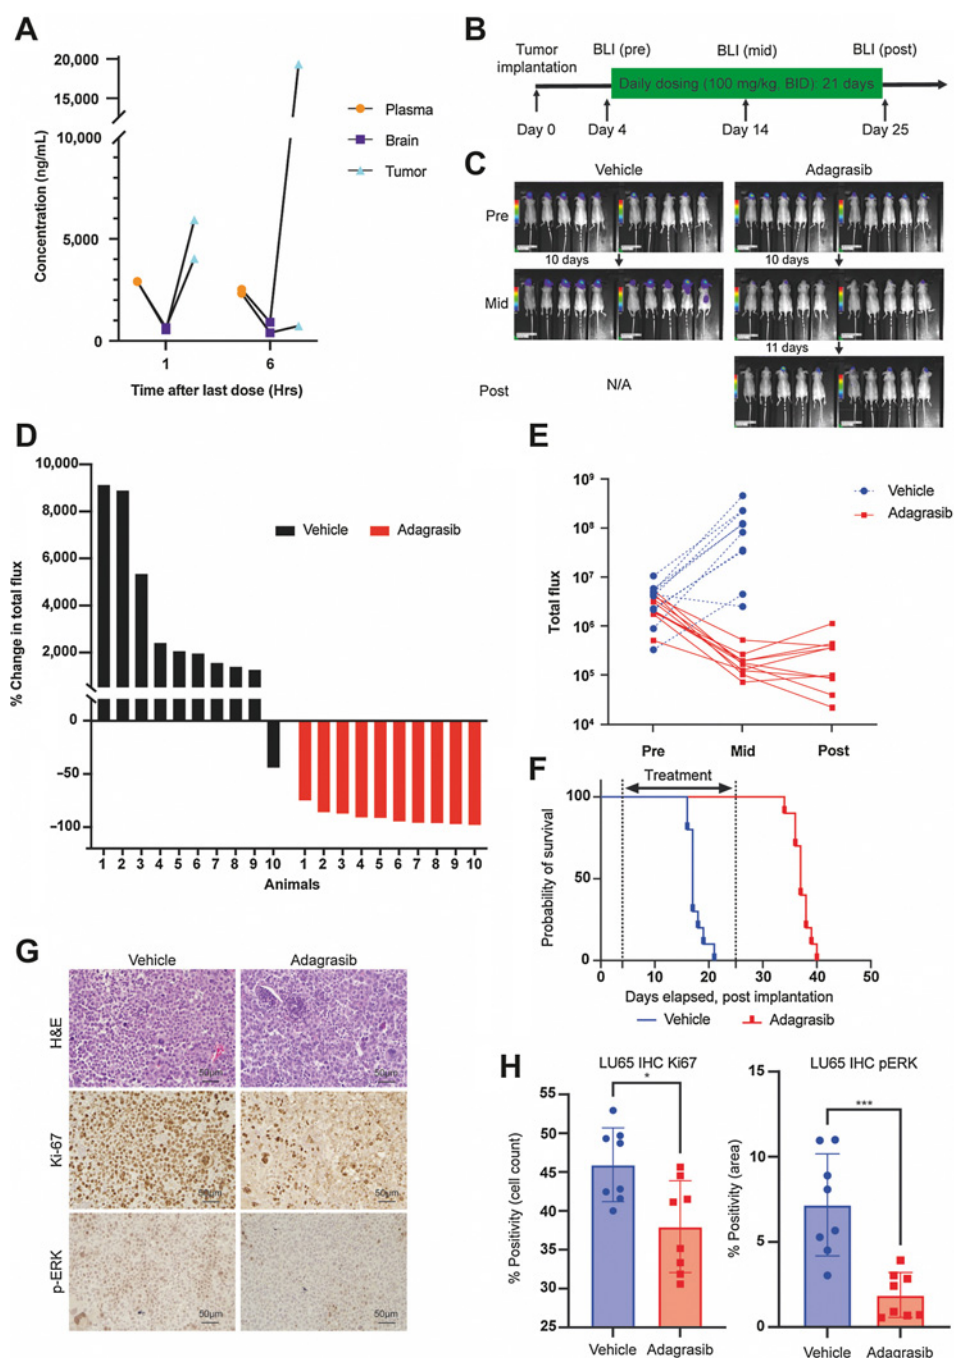 A
20,000
15,000
10,000
5,000
0
Concentration (ng/mL)
1
6
Time after last dose (Hrs)
Plasma
Brain
Tumor
B
Tumor
implantation
BLI (pre)
BLI (mid)
BLI (post)
Daily dosing (100 mg/kg, BID): 21 days
Day 0
Day 4
Day 14
Day 25
C
Vehicle
Adagrasib
Pre
10 days
10 days
Mid
11 days
Post
N/A
D
10,000
8,000
6,000
4,000
2,000
0
−50
−100
% Change in total flux
Vehicle
Adagrasib
1 2 3 4 5 6 7 8 9 10 1 2 3 4 5 6 7 8 9 10
Animals
E
10⁹
10⁸
10⁷
10⁶
10⁵
10⁴
Total flux
Pre
Mid
Post
Vehicle
Adagrasib
F
Treatment
100
50
0
Probability of survival
0 10 20 30 40 50
Days elapsed, post implantation
Vehicle
Adagrasib
G
Vehicle
Adagrasib
H&E
50μm
50μm
Ki-67
50μm
50μm
p-ERK
50μm
50μm
H
LU65 IHC Ki67
*
55
50
45
40
35
30
25
% Positivity (cell count)
Vehicle
Adagrasib
LU65 IHC pERK
***
15
10
5
0
% Positivity (area)
Vehicle
Adagrasib